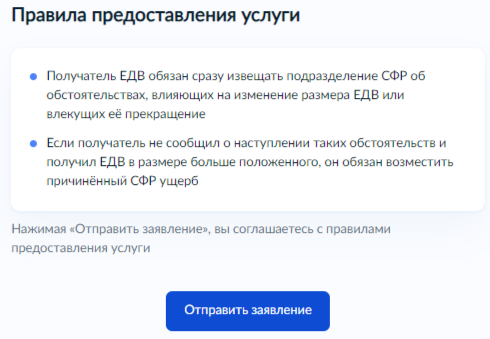 Правила предоставления услуги
Получатель ЕДВ обязан сразу извещать подразделение СФР об
обстоятельствах, влияющих на изменение размера ЕДВ или
влекущих её прекращение
Если получатель не сообщил о наступлении таких обстоятельств и
получил ЕДВ в размере больше положенного, он обязан возместить
причинённый СФР ущерб
Нажимая «Отправить заявление», вы соглашаетесь с правилами
предоставления услуги
Отправить заявление